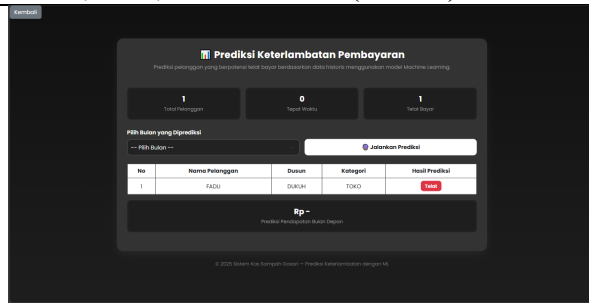 Kembali
Prediksi Keterlambatan Pembayaran
Prediksi pelanggan yang berpotensi telat bayar berdasarkan data historis menggunakan model Machine Learning.
1 0 1
Total Pelanggan Tepat Waktu Telat Bayar
Pilih Bulan yang Diprediksi
-- Pilih Bulan -- Jalankan Prediksi
No Nama Pelanggan Dusun Kategori Hasil Prediksi
1 FADU DUKUH TOKO Telat
Rp -
Prediksi Pendapatan Bulan Depan
© 2025 Sistem Kas Sampah Gosari — Prediksi Keterlambatan dengan ML